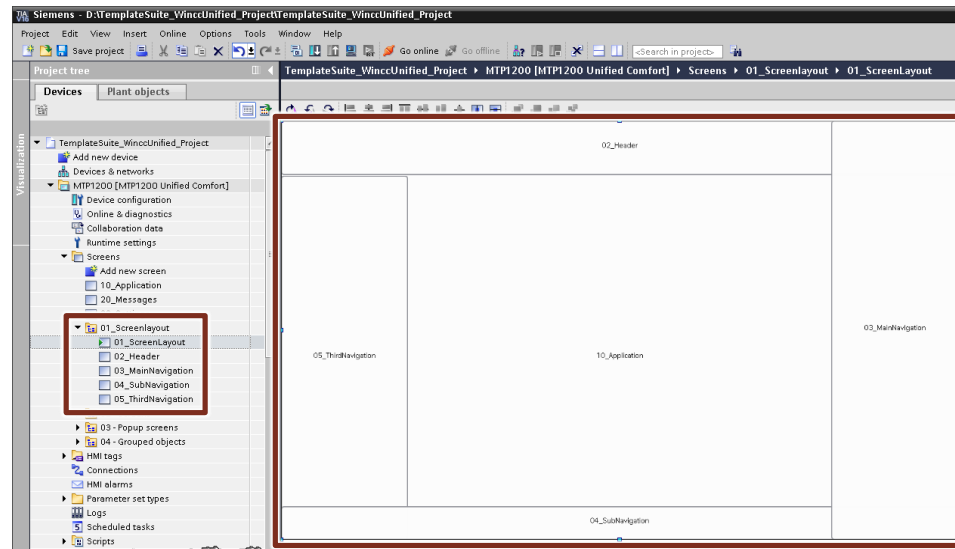 Siemens - D:\TemplateSuite_WinccUnified_Project\TemplateSuite_WinccUnified_Project
Project Edit View Insert Online Options Tools Window Help
Save project Go online Go offline <Search in project>
Project tree
TemplateSuite_WinccUnified_Project ▸ MTP1200 [MTP1200 Unified Comfort] ▸ Screens ▸ 01_Screenlayout ▸ 01_ScreenLayout
Devices Plant objects
Visualization
TemplateSuite_WinccUnified_Project
Add new device
Devices & networks
MTP1200 [MTP1200 Unified Comfort]
Device configuration
Online & diagnostics
Collaboration data
Runtime settings
Screens
Add new screen
10_Application
20_Messages
01_Screenlayout
01_ScreenLayout
02_Header
03_MainNavigation
04_SubNavigation
05_ThirdNavigation
03 - Popup screens
04 - Grouped objects
HMI tags
Connections
HMI alarms
Parameter set types
Logs
Scheduled tasks
Scripts
02_Header
03_MainNavigation
05_ThirdNavigation
10_Application
04_SubNavigation